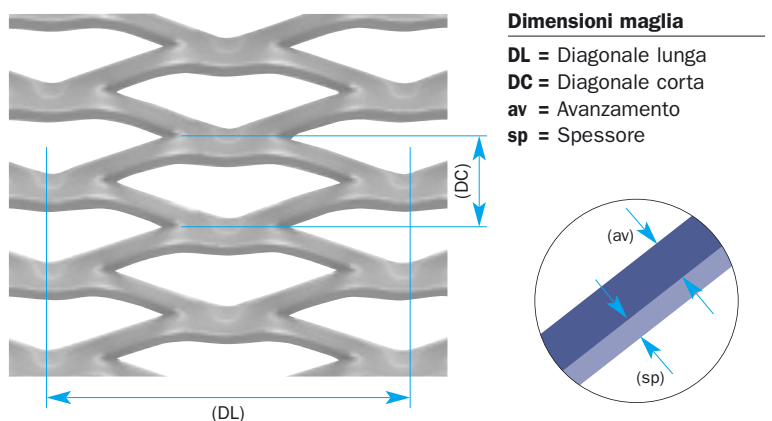 Dimensioni maglia
DL = Diagonale lunga
DC = Diagonale corta
av = Avanzamento
sp = Spessore
(DC)
(av)
(sp)
(DL)